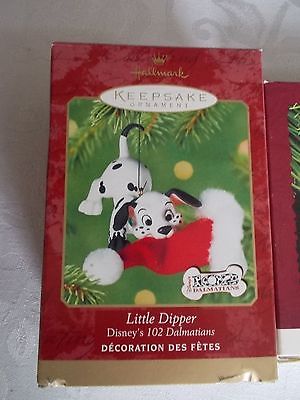 Hallmark
KEEPSAKE
ORNAMENT
102
DALMATIANS
Little Dipper
Disney's 102 Dalmatians
DÉCORATION DES FÊTES